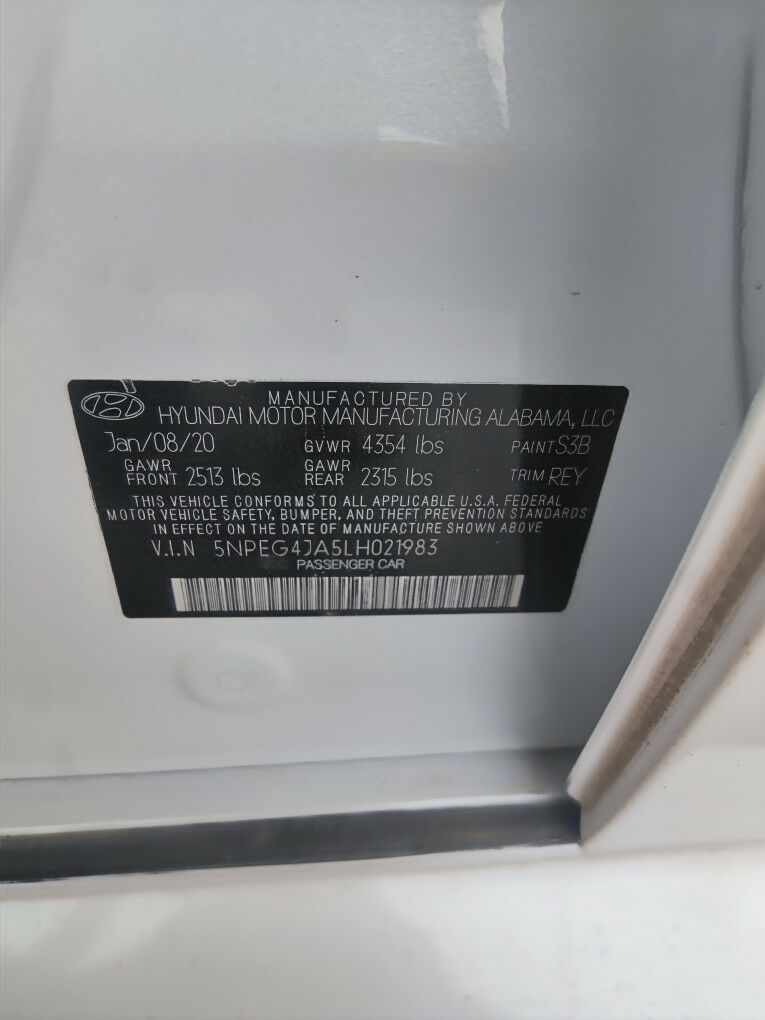 MANUFACTURED BY
HYUNDAI MOTOR MANUFACTURING ALABAMA, LLC
Jan/08/20 GVWR 4354 lbs PAINT S3B
GAWR FRONT 2513 lbs GAWR REAR 2315 lbs TRIM REY
THIS VEHICLE CONFORMS TO ALL APPLICABLE U.S.A. FEDERAL
MOTOR VEHICLE SAFETY, BUMPER, AND THEFT PREVENTION STANDARDS
IN EFFECT ON THE DATE OF MANUFACTURE SHOWN ABOVE
V.I.N 5NPEG4JA5LH021983
PASSENGER CAR